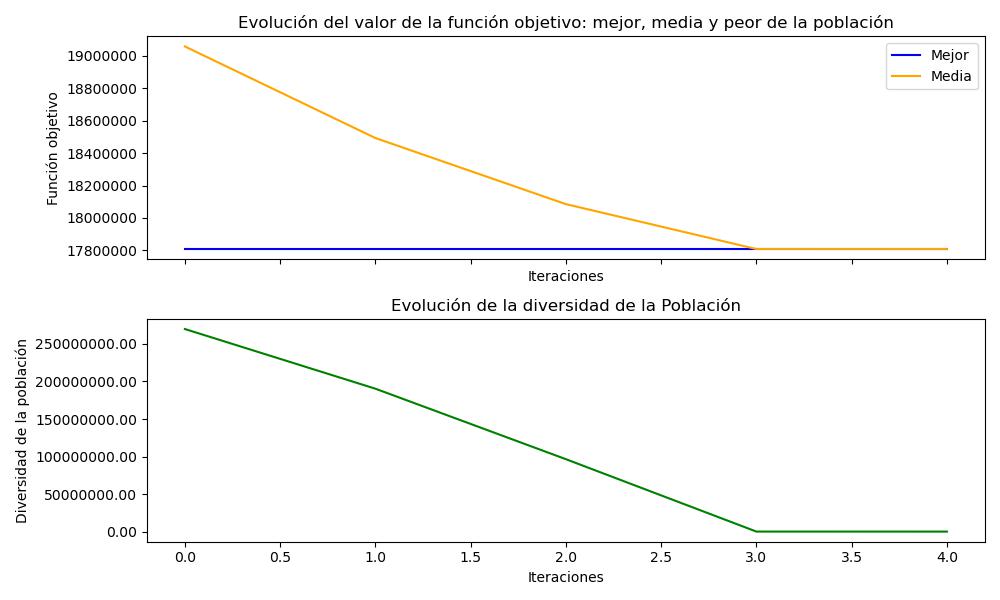 Evolución del valor de la función objetivo: mejor, media y peor de la población
19000000
18800000
18600000
18400000
18200000
18000000
17800000
Función objetivo
Mejor
Media
Iteraciones
Evolución de la diversidad de la Población
250000000.00
200000000.00
150000000.00
100000000.00
50000000.00
0.00
Diversidad de la población
0.0 0.5 1.0 1.5 2.0 2.5 3.0 3.5 4.0
Iteraciones